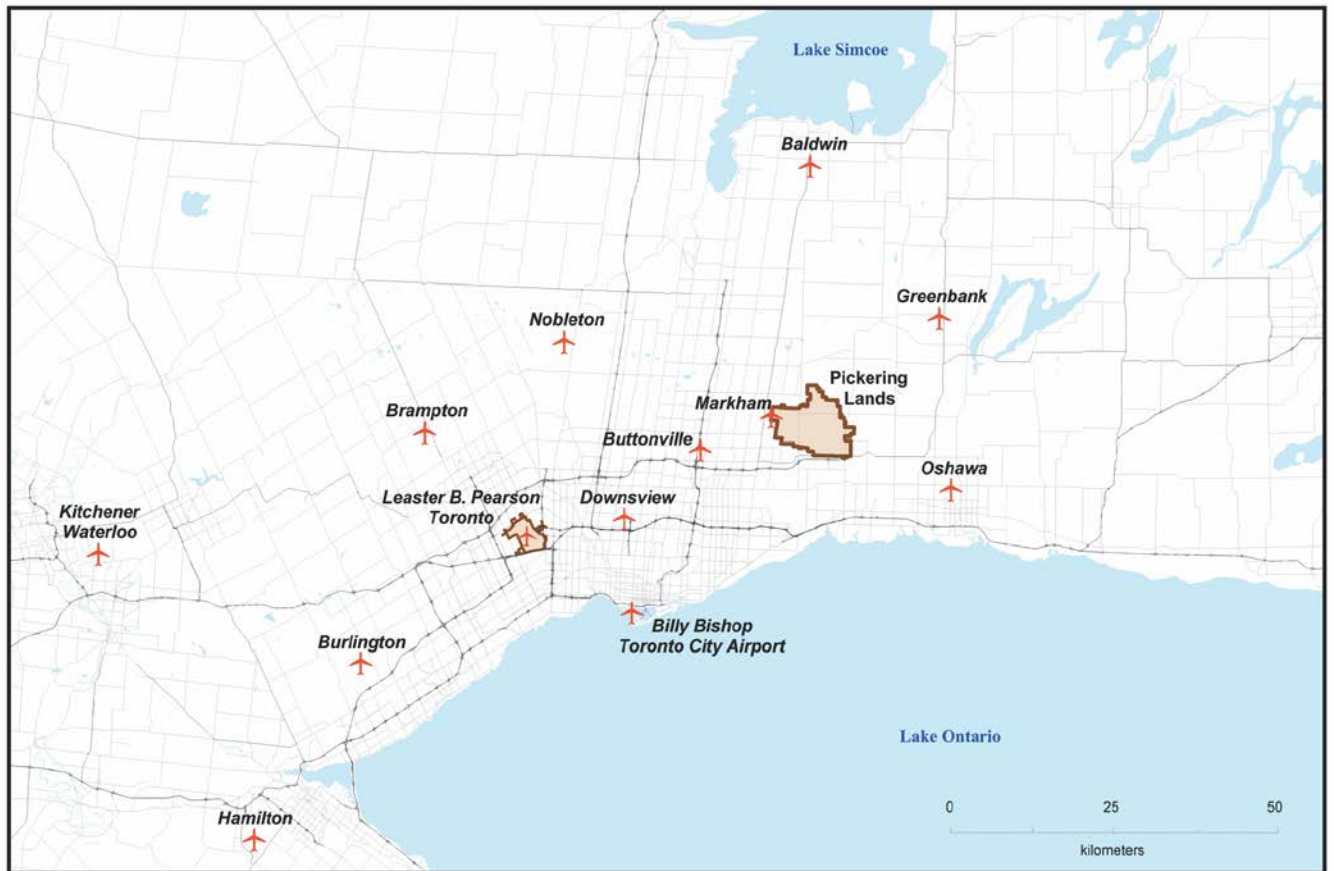 Lake Simcoe
Baldwin
Greenbank
Nobleton
Pickering
Lands
Markham
Brampton
Buttonville
Oshawa
Leaster B. Pearson
Toronto
Downsview
Kitchener
Waterloo
Billy Bishop
Toronto City Airport
Burlington
Lake Ontario
0 25 50
kilometers
Hamilton